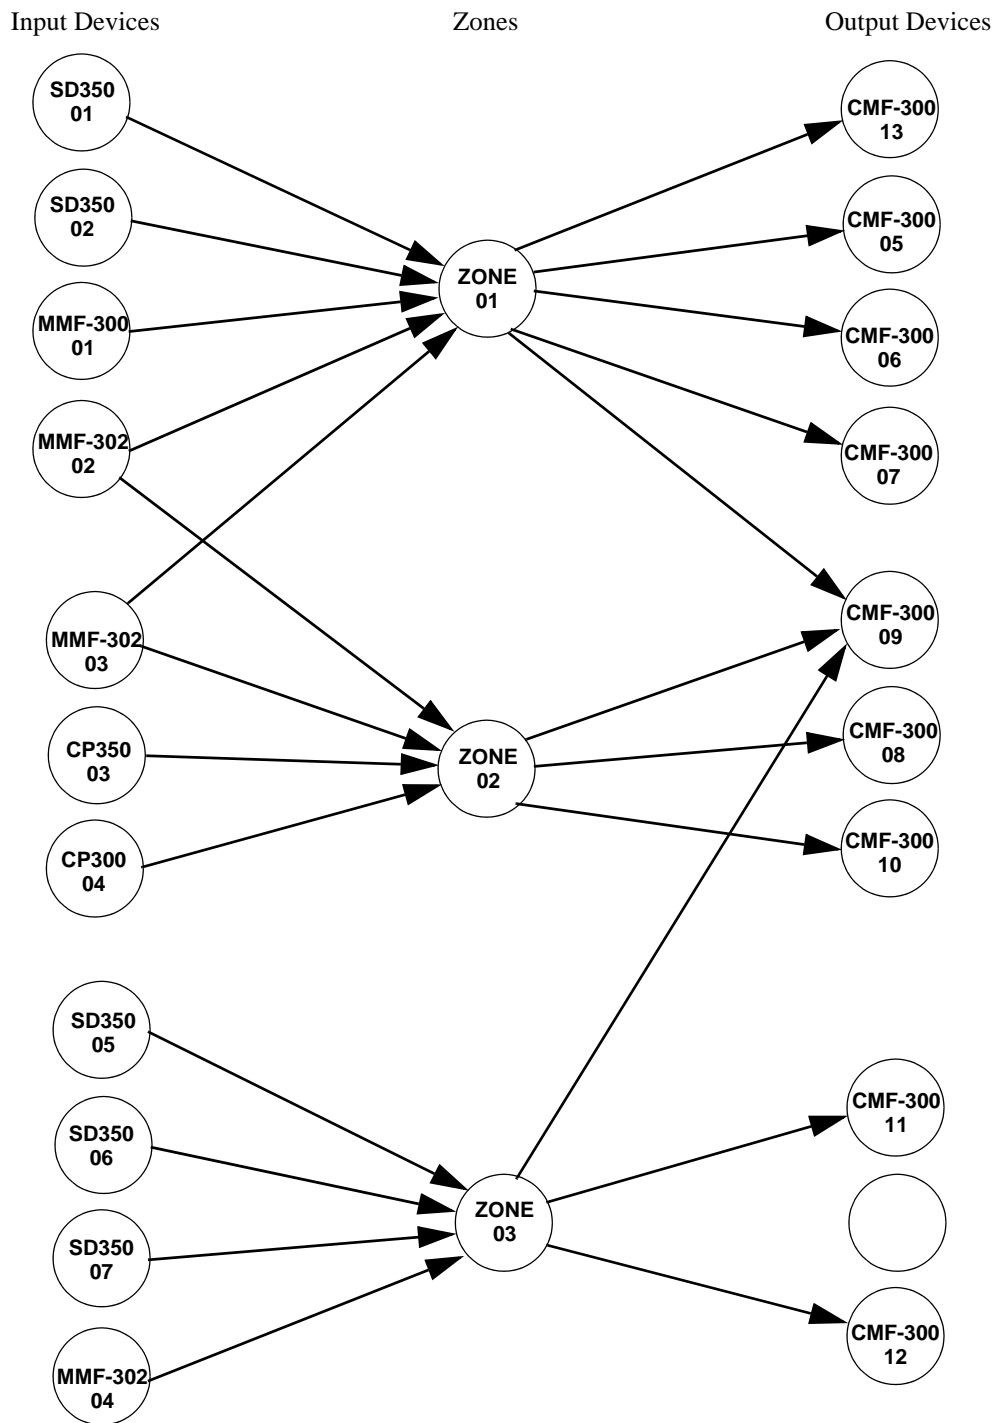 Input Devices
Zones
Output Devices
SD350
01
SD350
02
MMF-300
01
MMF-302
02
MMF-302
03
CP350
03
CP300
04
SD350
05
SD350
06
SD350
07
MMF-302
04
ZONE
01
ZONE
02
ZONE
03
CMF-300
13
CMF-300
05
CMF-300
06
CMF-300
07
CMF-300
09
CMF-300
08
CMF-300
10
CMF-300
11
CMF-300
12